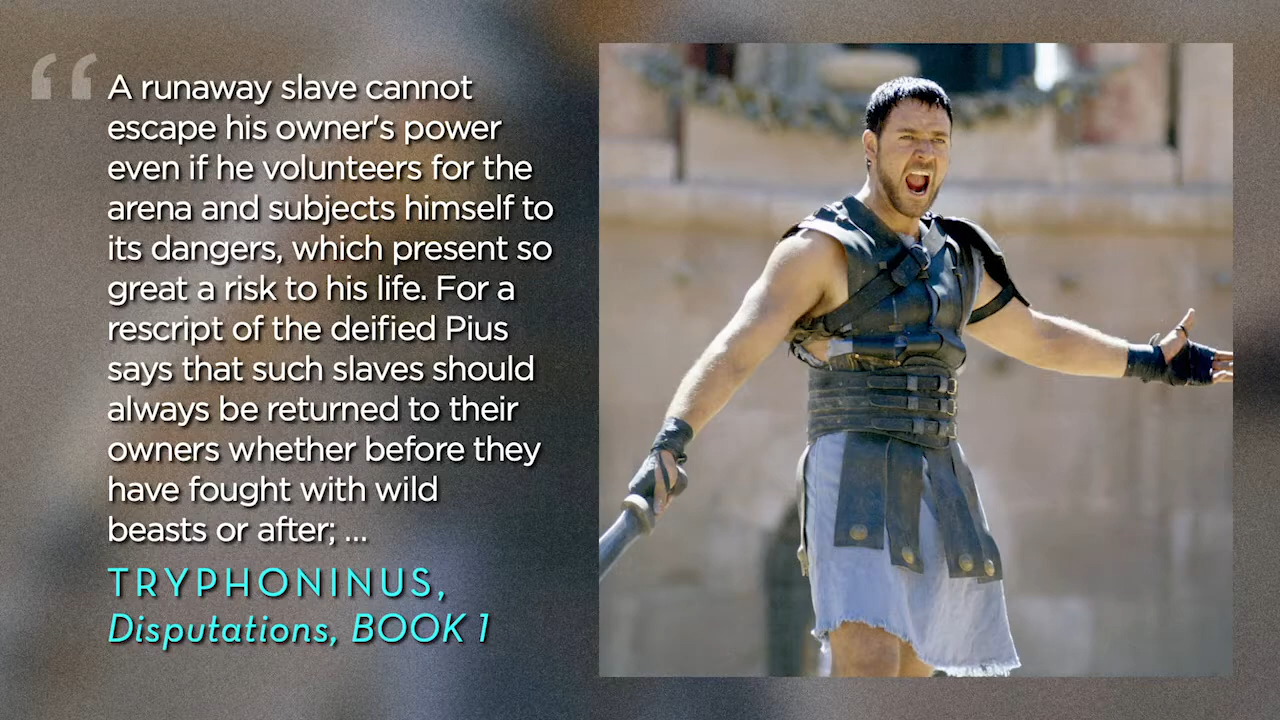 “
A runaway slave cannot
escape his owner's power
even if he volunteers for the
arena and subjects himself to
its dangers, which present so
great a risk to his life. For a
rescript of the deified Pius
says that such slaves should
always be returned to their
owners whether before they
have fought with wild
beasts or after; ...
TRYPHONINUS,
Disputations, BOOK 1